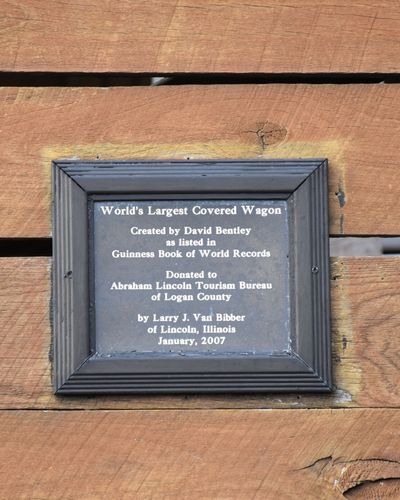 World's Largest Covered Wagon
Created by David Bentley
as listed in
Guinness Book of World Records
Donated to
Abraham Lincoln Tourism Bureau
of Logan County
by Larry J. Van Bibber
of Lincoln, Illinois
January, 2007